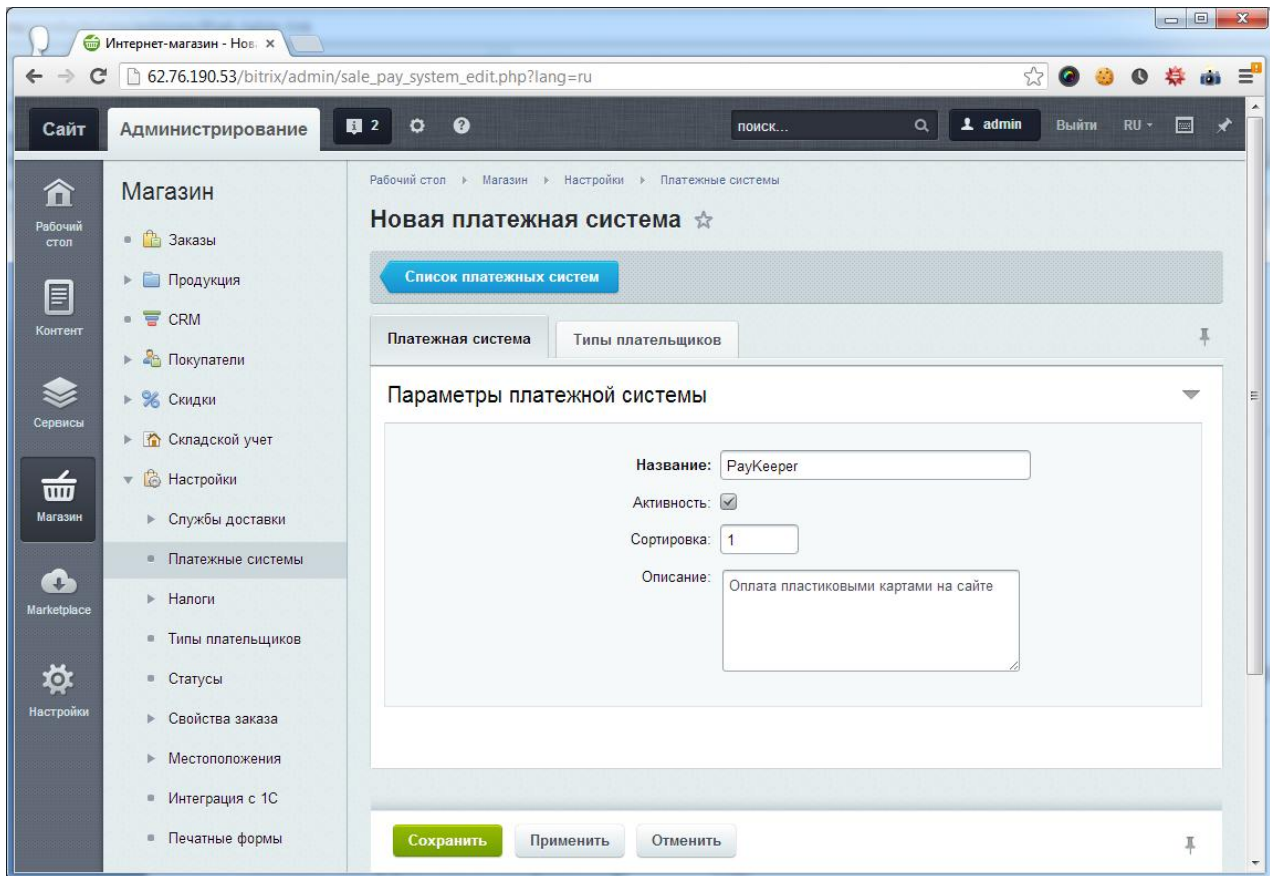 Интернет-магазин - Нов
62.76.190.53/bitrix/admin/sale_pay_system_edit.php?lang=ru
Сайт
Администрирование
2
поиск...
admin
Выйти
RU
Рабочий стол
Контент
Сервисы
Магазин
Marketplace
Настройки
Магазин
Заказы
Продукция
CRM
Покупатели
Скидки
Складской учет
Настройки
Службы доставки
Платежные системы
Налоги
Типы плательщиков
Статусы
Свойства заказа
Местоположения
Интеграция с 1С
Печатные формы
Рабочий стол Магазин Настройки Платежные системы
Новая платежная система
Список платежных систем
Платежная система
Типы плательщиков
Параметры платежной системы
Название: PayKeeper
Активность:
Сортировка: 1
Описание: Оплата пластиковыми картами на сайте
Сохранить
Применить
Отменить